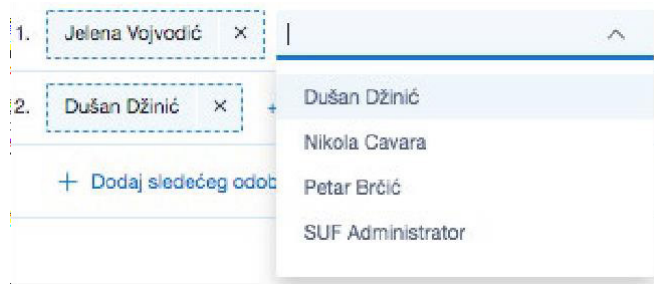 1. Jelena Vojvodić ×
2. Dušan Džinić × +
+ Dodaj sledećeg odob
Dušan Džinić
Nikola Cavara
Petar Brčić
SUF Administrator